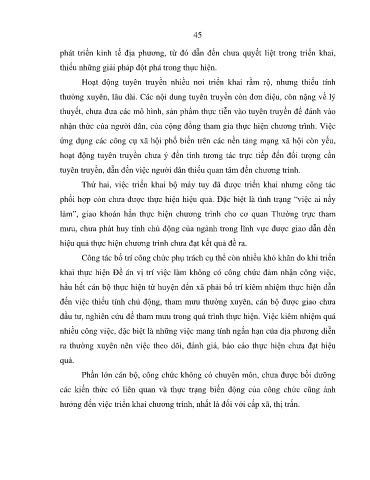 45
phát triển kinh tế địa phương, từ đó dẫn đến chưa quyết liệt trong triển khai,
thiếu những giải pháp đột phá trong thực hiện.
Hoạt động tuyên truyền nhiều nơi triển khai rầm rộ, nhưng thiếu tính
thường xuyên, lâu dài. Các nội dung tuyên truyền còn đơn điệu, còn nặng về lý
thuyết, chưa đưa các mô hình, sản phẩm thực tiễn vào tuyên truyền để đánh vào
nhận thức của người dân, của cộng đồng tham gia thực hiện chương trình. Việc
ứng dụng các công cụ xã hội phổ biến trên các nền tảng mạng xã hội còn yếu,
hoạt động tuyên truyền chưa ý đến tính tương tác trực tiếp đến đối tượng cần
tuyên truyền, dẫn đến việc người dân thiếu quan tâm đến chương trình.
Thứ hai, việc triển khai bộ máy tuy đã được triển khai nhưng công tác
phối hợp còn chưa được thực hiện hiệu quả. Đặc biệt là tình trạng “việc ai nấy
làm”, giao khoán hẳn thực hiện chương trình cho cơ quan Thường trực tham
mưu, chưa phát huy tính chủ động của ngành trong lĩnh vực được giao dẫn đến
hiệu quả thực hiện chương trình chưa đạt kết quả đề ra.
Công tác bố trí công chức phụ trách cụ thể còn nhiều khó khăn do khi triển
khai thực hiện Đề án vị trí việc làm không có công chức đảm nhận công việc,
hầu hết cán bộ thực hiện từ huyện đến xã phải bố trí kiêm nhiệm thực hiện dẫn
đến việc thiếu tính chủ động, tham mưu thường xuyên, cán bộ được giao chưa
đầu tư, nghiên cứu để tham mưu trong quá trình thực hiện. Việc kiêm nhiệm quá
nhiều công việc, đặc biệt là những việc mang tính ngắn hạn của địa phương diễn
ra thường xuyên nên việc theo dõi, đánh giá, báo cáo thực hiện chưa đạt hiệu
quả.
Phần lớn cán bộ, công chức không có chuyên môn, chưa được bồi dưỡng
các kiến thức có liên quan và thực trạng biến động của công chức cũng ảnh
hưởng đến việc triển khai chương trình, nhất là đối với cấp xã, thị trấn.